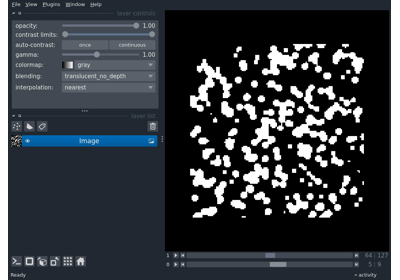 File View Plugins Window Help
layer controls
opacity: 1.00
contrast limits:
auto-contrast: once continuous
gamma: 1.00
colormap: gray
blending: translucent_no_depth
interpolation: nearest
layer list
Image
1 64 127
0 5 9
Ready activity